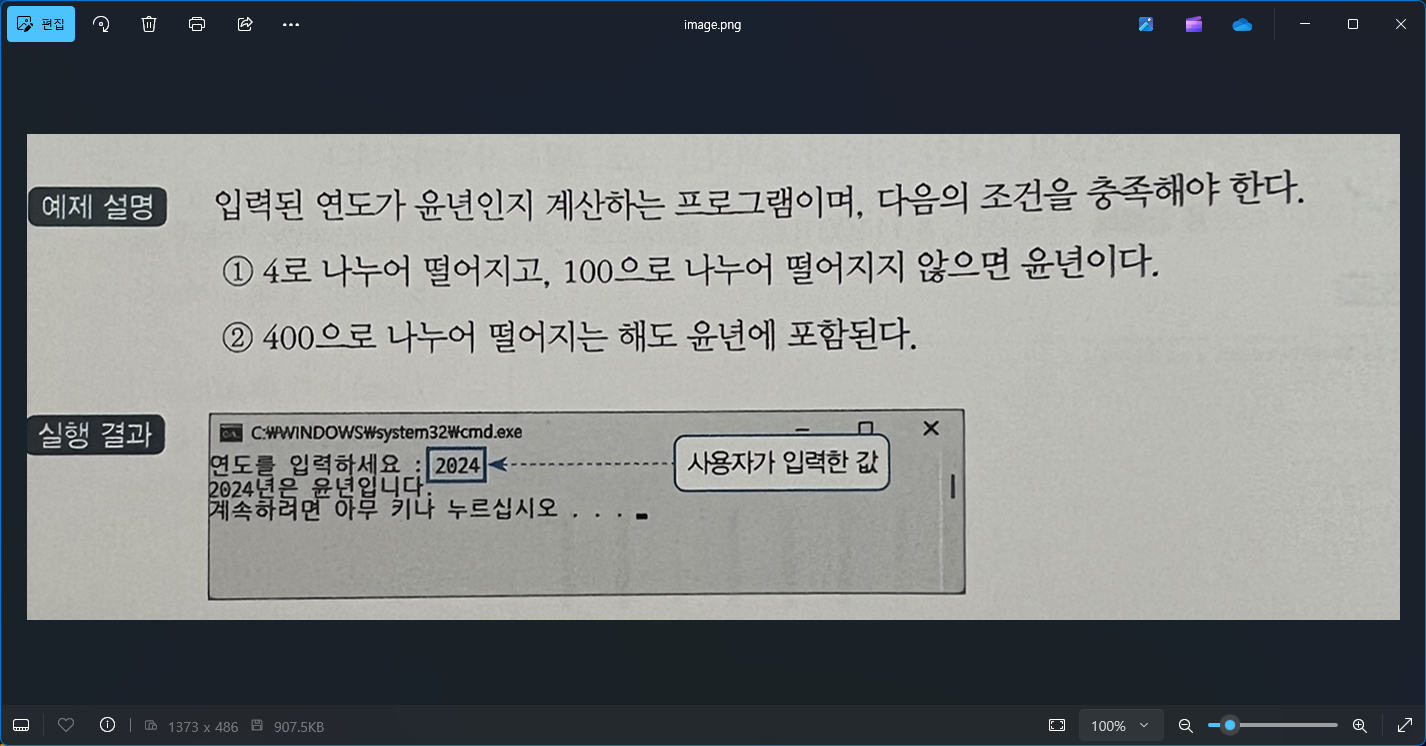 편집
image.png
예제 설명
입력된 연도가 윤년인지 계산하는 프로그램이며, 다음의 조건을 충족해야 한다.
① 4로 나누어 떨어지고, 100으로 나누어 떨어지지 않으면 윤년이다.
② 400으로 나누어 떨어지는 해도 윤년에 포함된다.
실행 결과
C:₩WINDOWS₩system32₩cmd.exe
연도를 입력하세요 : 2024
사용자가 입력한 값
2024년은 윤년입니다.
계속하려면 아무 키나 누르십시오 . . .
1373 x 486
907.5KB
100%